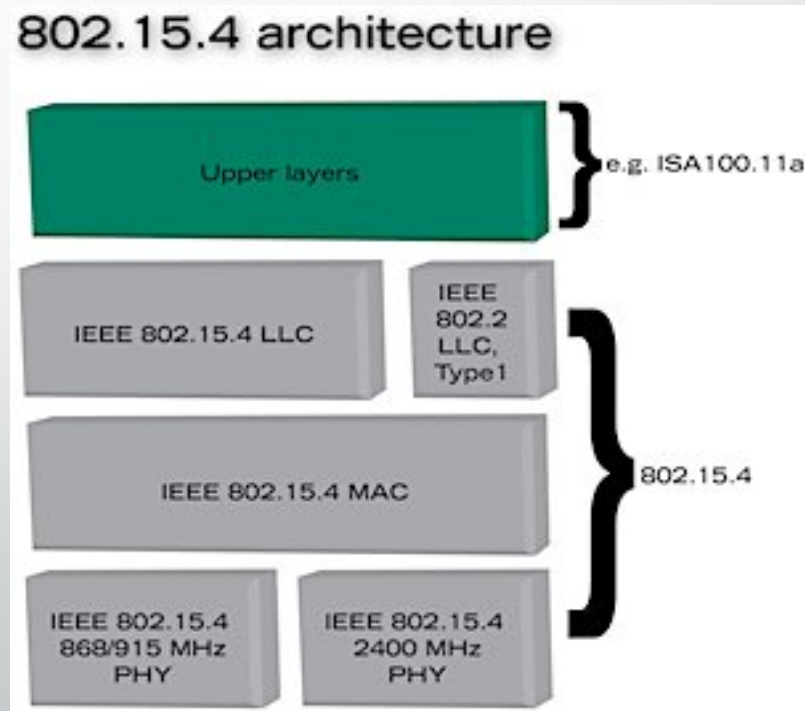 802.15.4 architecture
Upper layers
e.g. ISA100.11a
IEEE 802.15.4 LLC
IEEE
802.2
LLC,
Type1
IEEE 802.15.4 MAC
802.15.4
IEEE 802.15.4
868/915 MHz
PHY
IEEE 802.15.4
2400 MHz
PHY